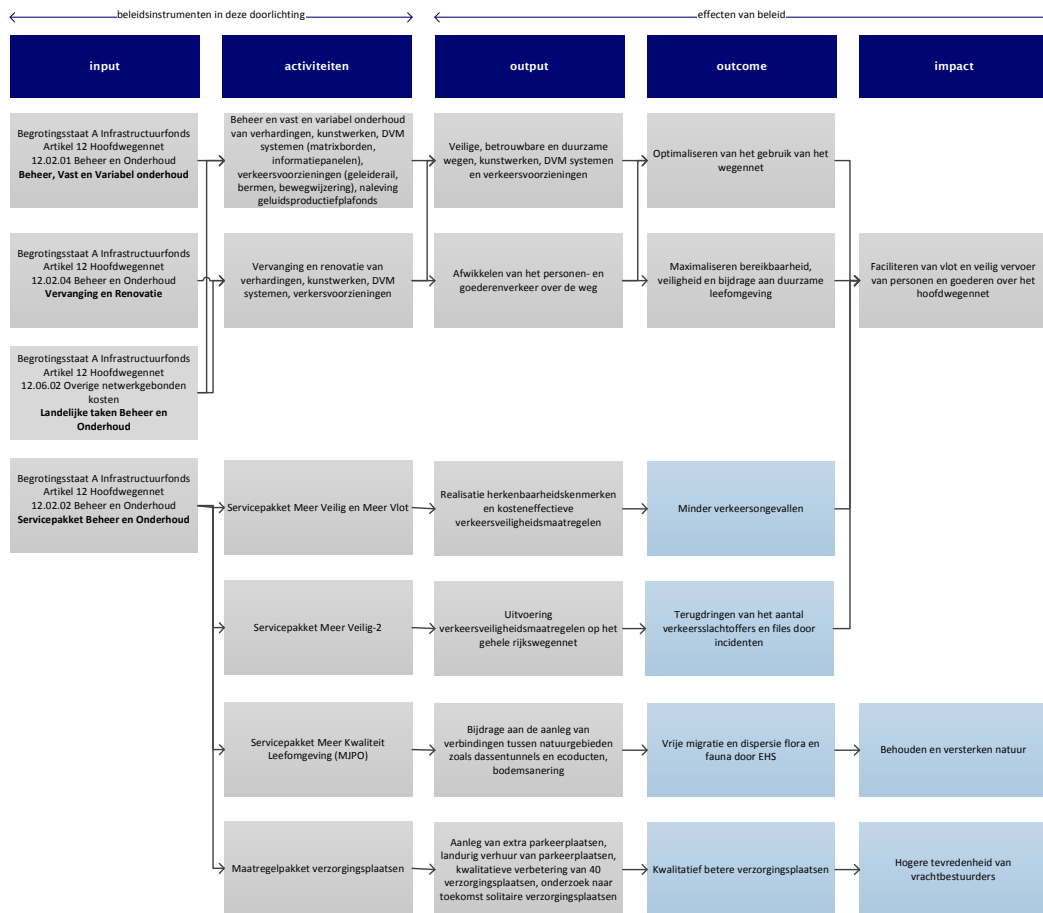 beleidsinstrumenten in deze doorlichting
effecten van beleid
input
activiteiten
output
outcome
impact
Begrotingsstaat A Infrastructuurfonds
Artikel 12 Hoofdwegennet
12.02.01 Beheer en Onderhoud
Beheer, Vast en Variabel onderhoud
Beheer en vast en variabel onderhoud
van verhardingen, kunstwerken, DVM
systemen (matrixborden,
informatiepanelen),
verkeersvoorzieningen (geleiderail,
bermen, bewegwijzering), naleving
geluidsproductiefplafonds
Veilige, betrouwbare en duurzame
wegen, kunstwerken, DVM systemen
en verkeersvoorzieningen
Optimaliseren van het gebruik van het
wegennet
Begrotingsstaat A Infrastructuurfonds
Artikel 12 Hoofdwegennet
12.02.04 Beheer en Onderhoud
Vervanging en Renovatie
Vervanging en renovatie van
verhardingen, kunstwerken, DVM
systemen, verkersvoorzieningen
Afwikkelen van het personen- en
goederenverkeer over de weg
Maximaliseren bereikbaarheid,
veiligheid en bijdrage aan duurzame
leefomgeving
Faciliteren van vlot en veilig vervoer
van personen en goederen over het
hoofdwegennet
Begrotingsstaat A Infrastructuurfonds
Artikel 12 Hoofdwegennet
12.06.02 Overige netwerkgebonden
kosten
Landelijke taken Beheer en
Onderhoud
Begrotingsstaat A Infrastructuurfonds
Artikel 12 Hoofdwegennet
12.02.02 Beheer en Onderhoud
Servicepakket Beheer en Onderhoud
Servicepakket Meer Veilig en Meer Vlot
Realisatie herkenbaarheidskenmerken
en kosteneffectieve
verkeersveiligheidsmaatregelen
Minder verkeersongevallen
Servicepakket Meer Veilig-2
Uitvoering
verkeersveiligheidsmaatregelen op het
gehele rijkswegennet
Terugdringen van het aantal
verkeersslachtoffers en files door
incidenten
Servicepakket Meer Kwaliteit
Leefomgeving (MJPO)
Bijdrage aan de aanleg van
verbindingen tussen natuurgebieden
zoals dassentunnels en ecoducten,
bodemsanering
Vrije migratie en dispersie flora en
fauna door EHS
Behouden en versterken natuur
Maatregelpakket verzorgingsplaatsen
Aanleg van extra parkeerplaatsen,
landurig verhuur van parkeerplaatsen,
kwalitatieve verbetering van 40
verzorgingsplaatsen, onderzoek naar
toekomst solitaire verzorgingsplaatsen
Kwalitatief betere verzorgingsplaatsen
Hogere tevredenheid van
vrachtbestuurders